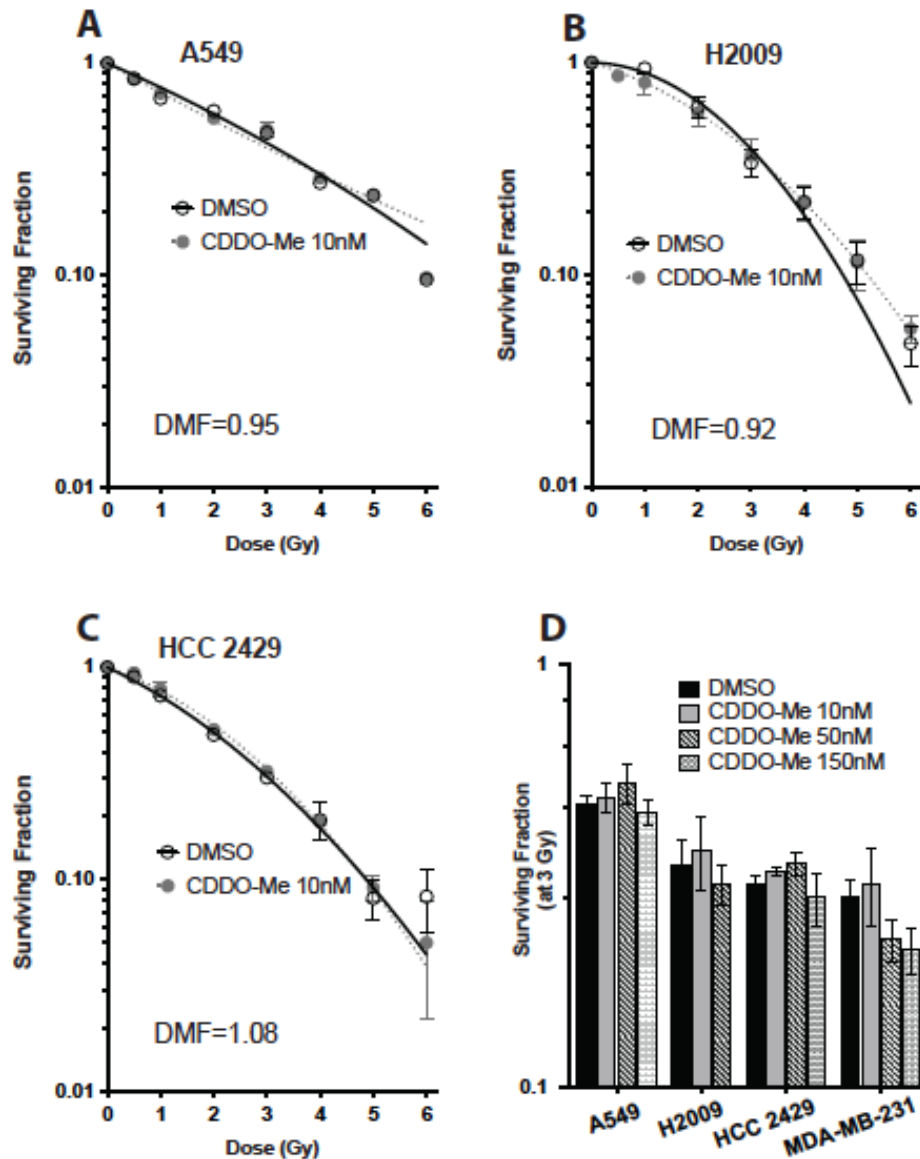 A
A549
1
Surviving Fraction
0.10
0.01
DMSO
CDDO-Me 10nM
DMF=0.95
0 1 2 3 4 5 6
Dose (Gy)
B
H2009
1
Surviving Fraction
0.10
0.01
DMSO
CDDO-Me 10nM
DMF=0.92
0 1 2 3 4 5 6
Dose (Gy)
C
HCC 2429
1
Surviving Fraction
0.10
0.01
DMSO
CDDO-Me 10nM
DMF=1.08
0 1 2 3 4 5 6
Dose (Gy)
D
1
Surviving Fraction
(at 3 Gy)
0.1
DMSO
CDDO-Me 10nM
CDDO-Me 50nM
CDDO-Me 150nM
A549
H2009
HCC 2429
MDA-MB-231